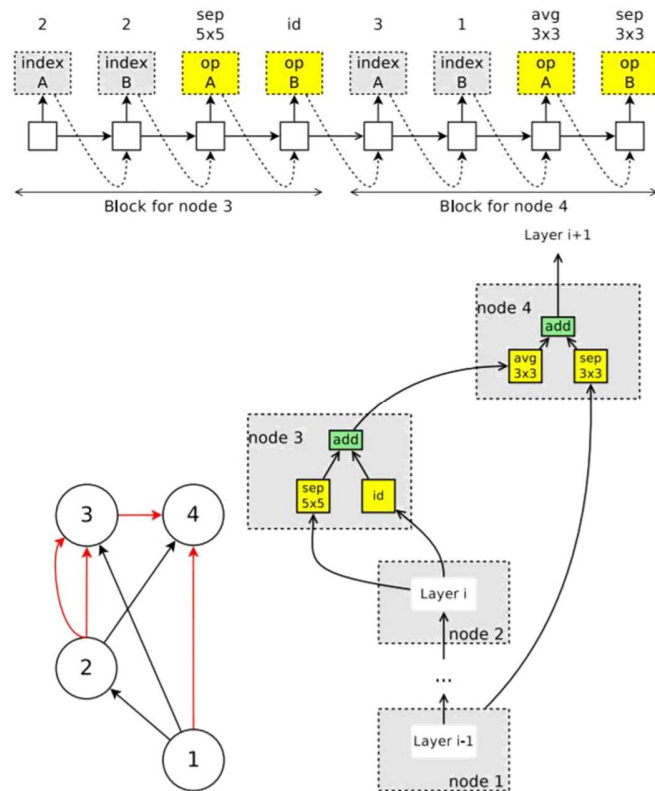 2 2 sep 5x5 id 3 1 avg 3x3 sep 3x3
index A
index B
op A
op B
index A
index B
op A
op B
Block for node 3
Block for node 4
Layer i+1
node 4
add
avg 3x3
sep 3x3
node 3
add
sep 5x5
id
Layer i
node 2
...
Layer i-1
node 1
3
4
2
1